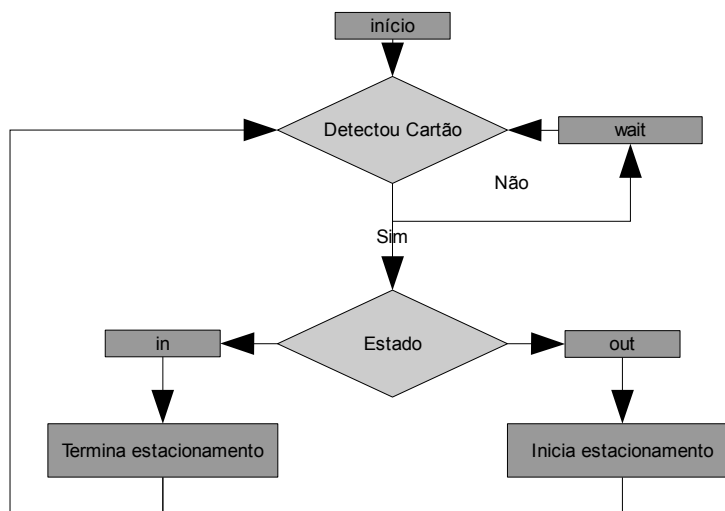 início
Detectou Cartão
wait
Não
Sim
Estado
in
out
Termina estacionamento
Inicia estacionamento